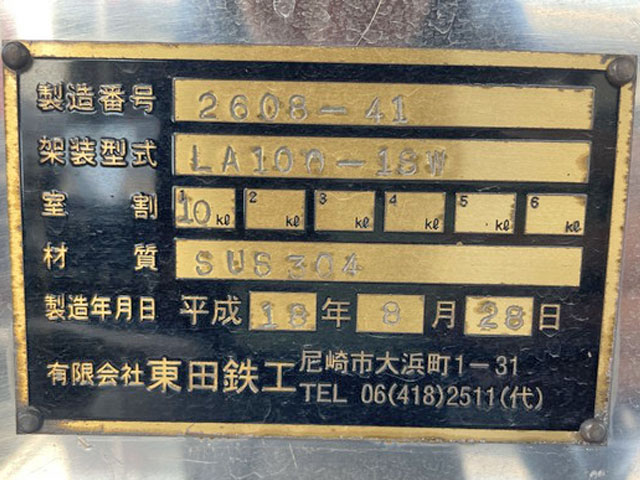 製造番号 2608-41
架装型式 LA100-1SW
室割 1 10 kℓ 2 kℓ 3 kℓ 4 kℓ 5 kℓ 6 kℓ
材質 SUS304
製造年月日 平成 18 年 8 月 28 日
有限会社 東田鉄工 尼崎市大浜町1-31
TEL 06(418)2511(代)